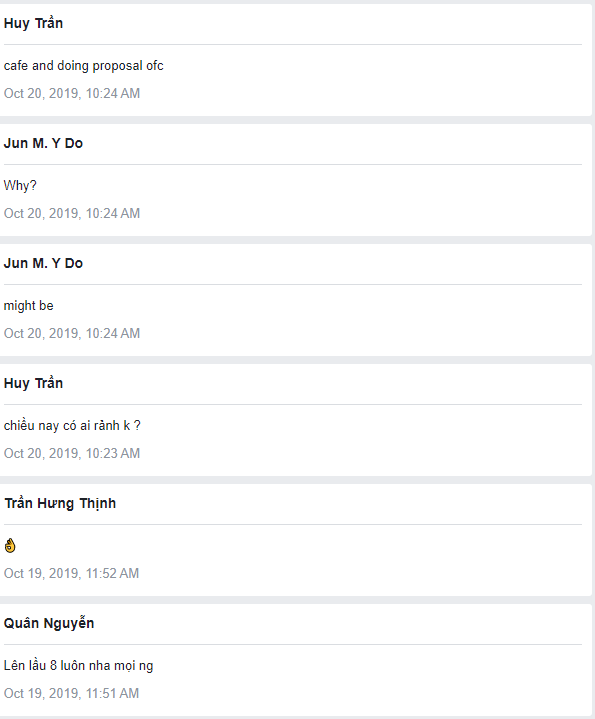 Huy Trần
cafe and doing proposal ofc
Oct 20, 2019, 10:24 AM
Jun M. Y Do
Why?
Oct 20, 2019, 10:24 AM
Jun M. Y Do
might be
Oct 20, 2019, 10:24 AM
Huy Trần
chiều nay có ai rảnh k ?
Oct 20, 2019, 10:23 AM
Trần Hưng Thịnh
👌
Oct 19, 2019, 11:52 AM
Quân Nguyễn
Lên lầu 8 luôn nha mọi ng
Oct 19, 2019, 11:51 AM